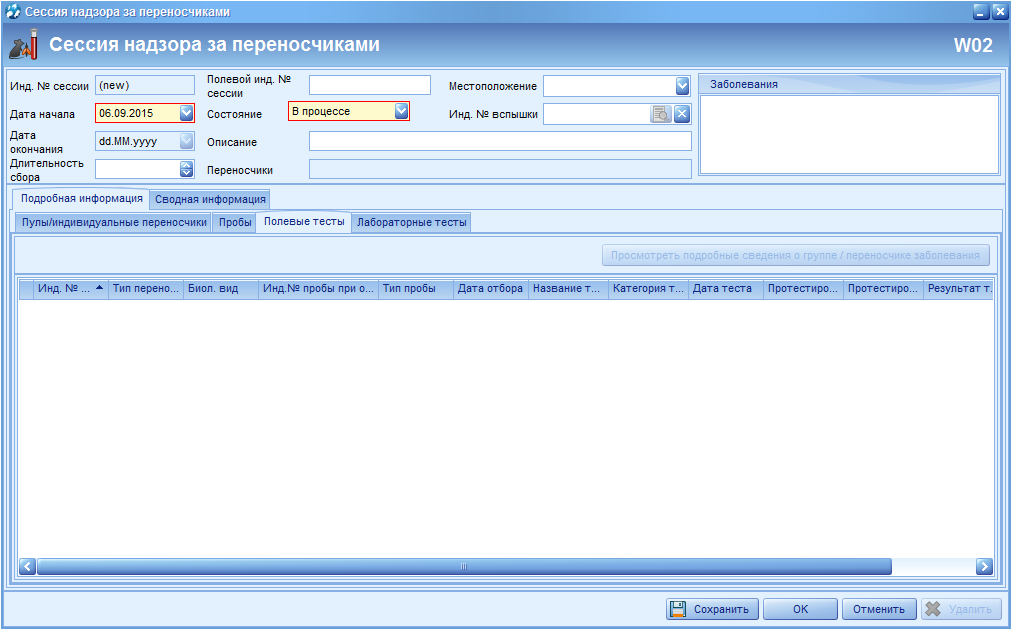 Сессия надзора за переносчиками
Сессия надзора за переносчиками
W02
Инд. № сессии
(new)
Полевой инд. №
сессии
Местоположение
Заболевания
Дата начала
06.09.2015
Состояние
В процессе
Инд. № вспышки
Дата
окончания
dd.MM.yyyy
Описание
Длительность
сбора
Переносчики
Подробная информация
Сводная информация
Пулы/индивидуальные переносчики
Пробы
Полевые тесты
Лабораторные тесты
Просмотреть подробные сведения о группе / переносчике заболевания
Инд. № ...
Тип перено...
Биол. вид
Инд.№ пробы при о...
Тип пробы
Дата отбора
Название т...
Категория т...
Дата теста
Протестиро...
Протестиро...
Результат т.
Сохранить
OK
Отменить
Удалить